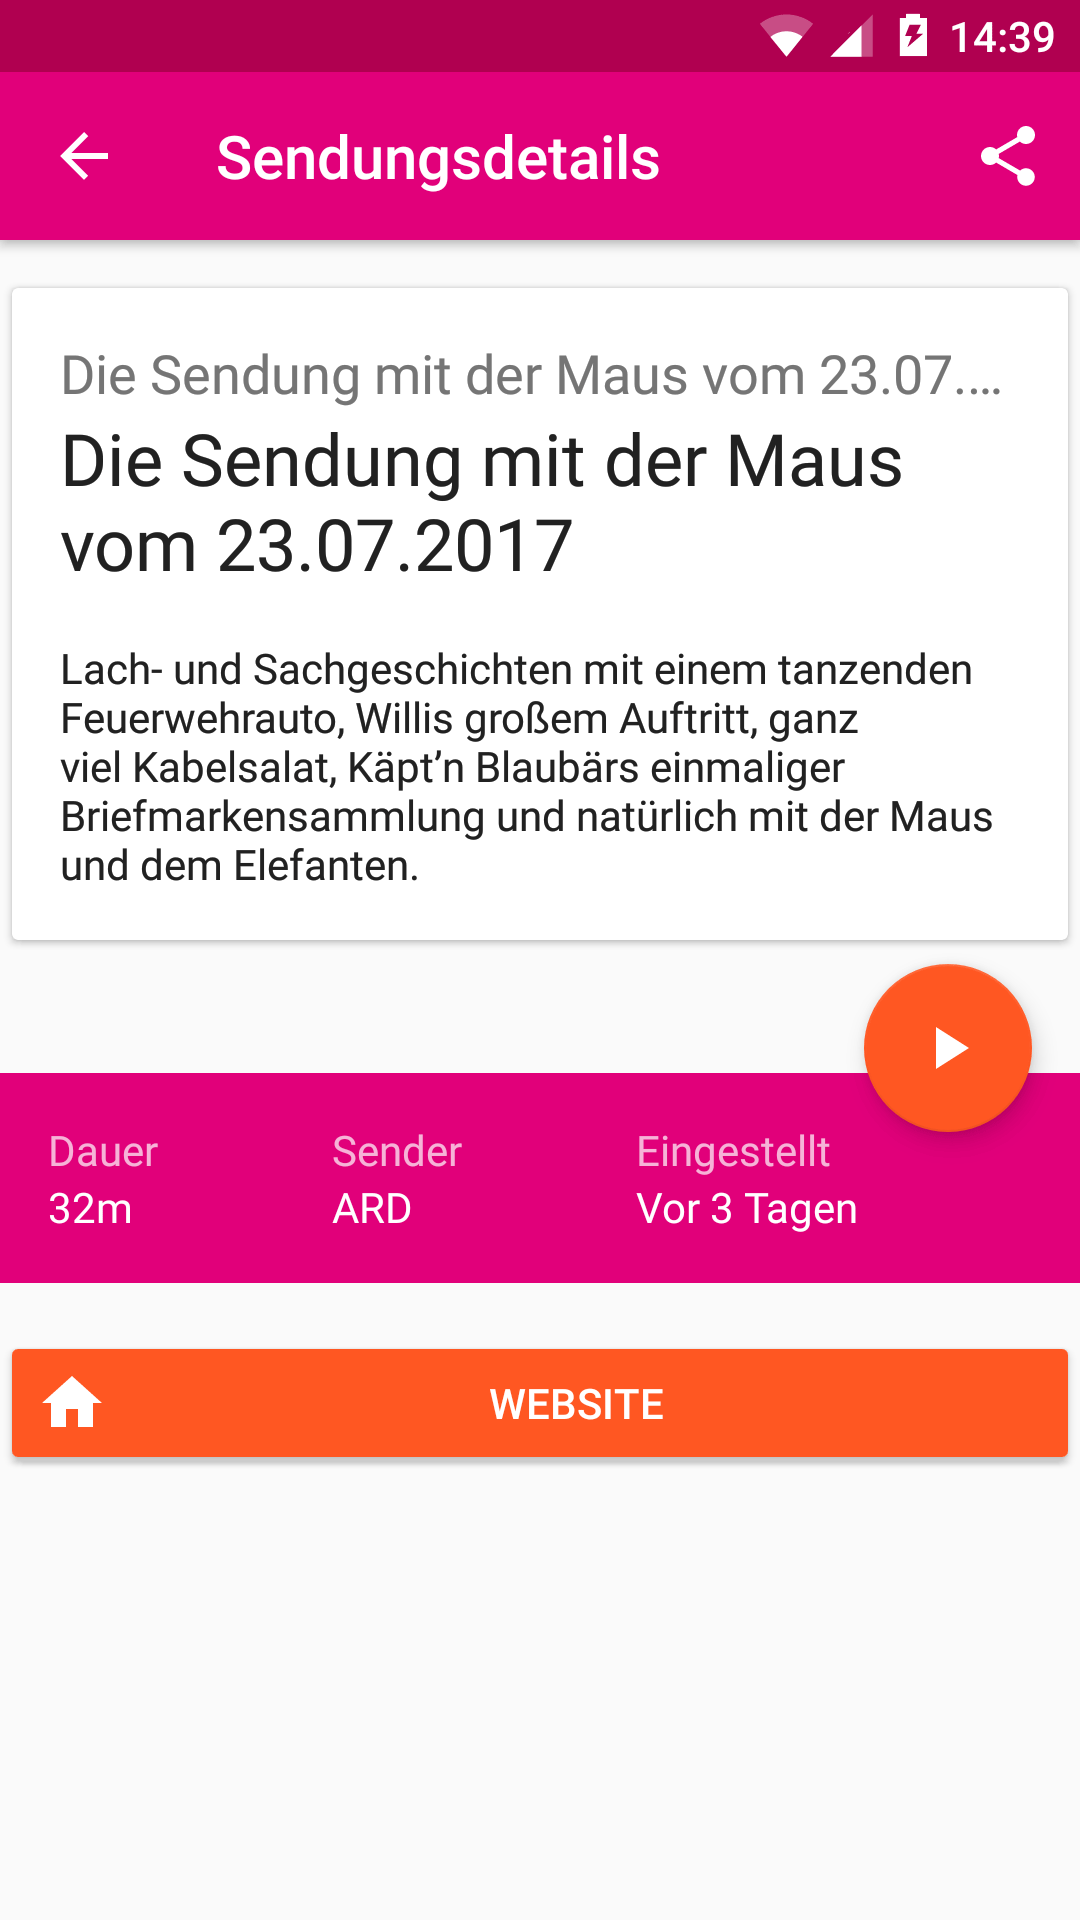 14:39
Sendungsdetails
Die Sendung mit der Maus vom 23.07.…
Die Sendung mit der Maus
vom 23.07.2017
Lach- und Sachgeschichten mit einem tanzenden
Feuerwehrauto, Willis großem Auftritt, ganz
viel Kabelsalat, Käpt’n Blaubärs einmaliger
Briefmarkensammlung und natürlich mit der Maus
und dem Elefanten.
Dauer Sender Eingestellt
32m ARD Vor 3 Tagen
WEBSITE